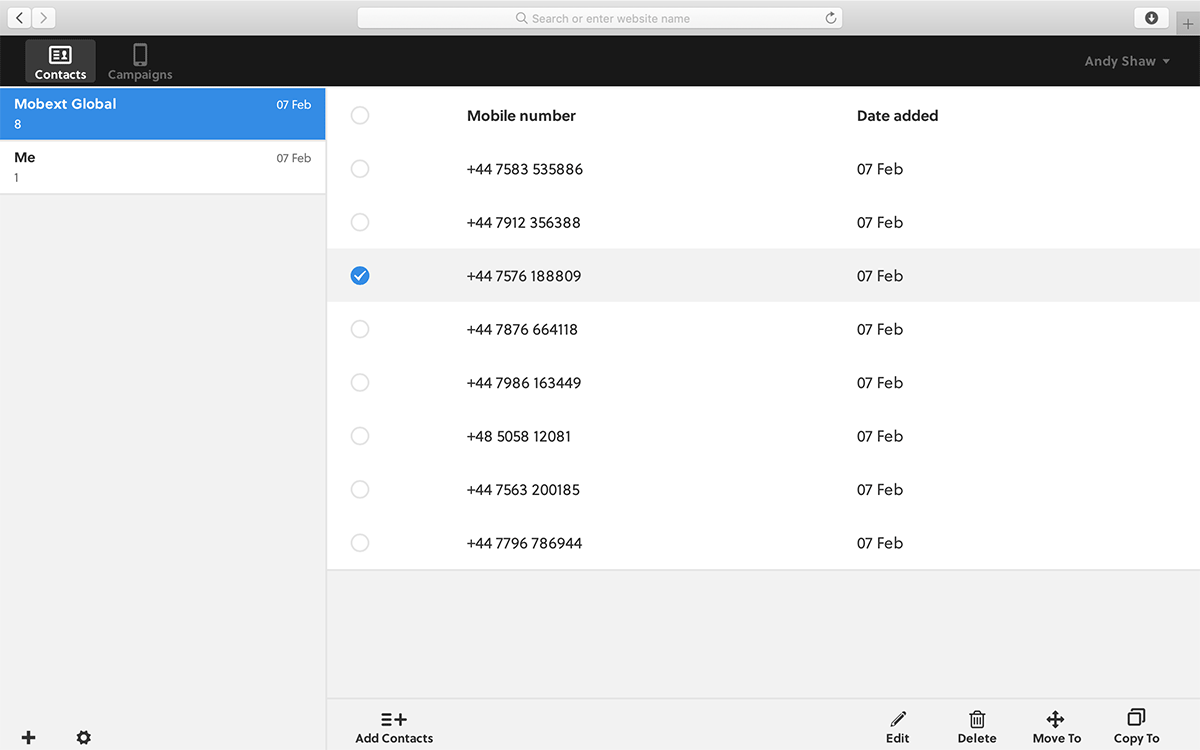 Search or enter website name
Contacts
Campaigns
Andy Shaw
Mobext Global 07 Feb
8
Me 07 Feb
1
Mobile number Date added
+44 7583 535886 07 Feb
+44 7912 356388 07 Feb
+44 7576 188809 07 Feb
+44 7876 664118 07 Feb
+44 7986 163449 07 Feb
+48 5058 12081 07 Feb
+44 7563 200185 07 Feb
+44 7796 786944 07 Feb
Add Contacts
Edit
Delete
Move To
Copy To